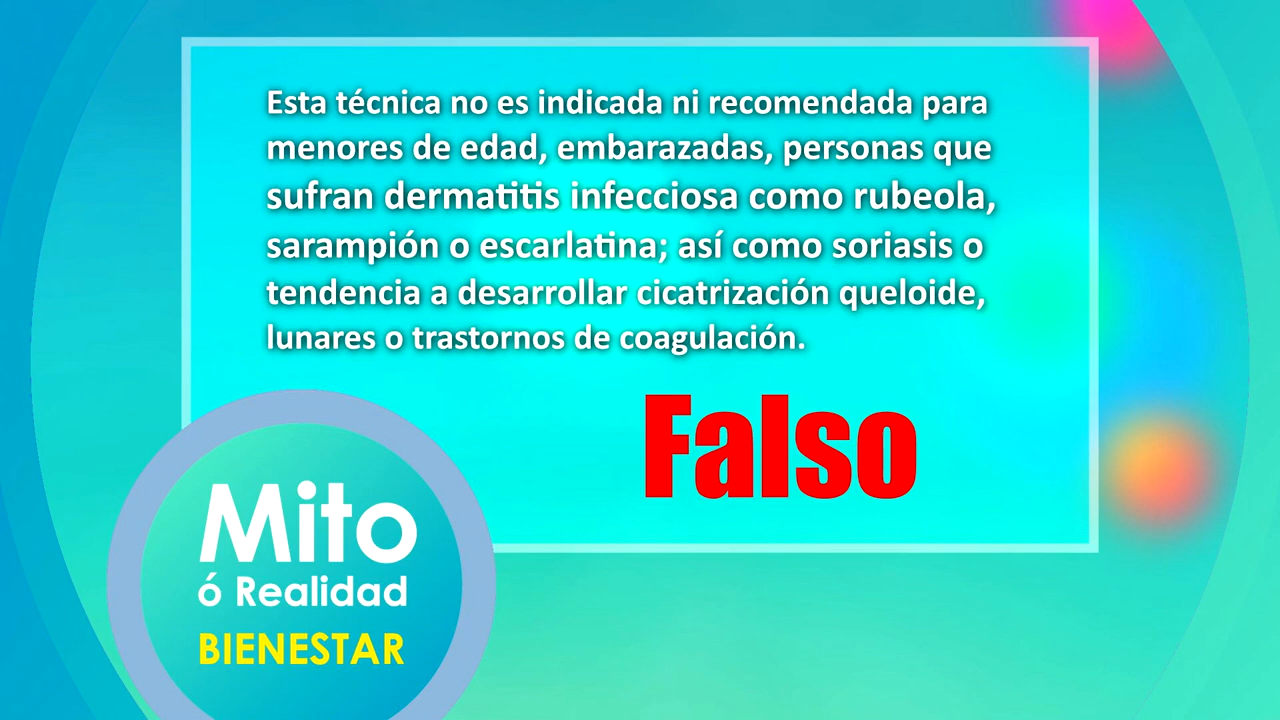 Esta técnica no es indicada ni recomendada para
menores de edad, embarazadas, personas que
sufran dermatitis infecciosa como rubeola,
sarampión o escarlatina; así como soriasis o
tendencia a desarrollar cicatrización queloide,
lunares o trastornos de coagulación.
Falso
Mito
ó Realidad
BIENESTAR